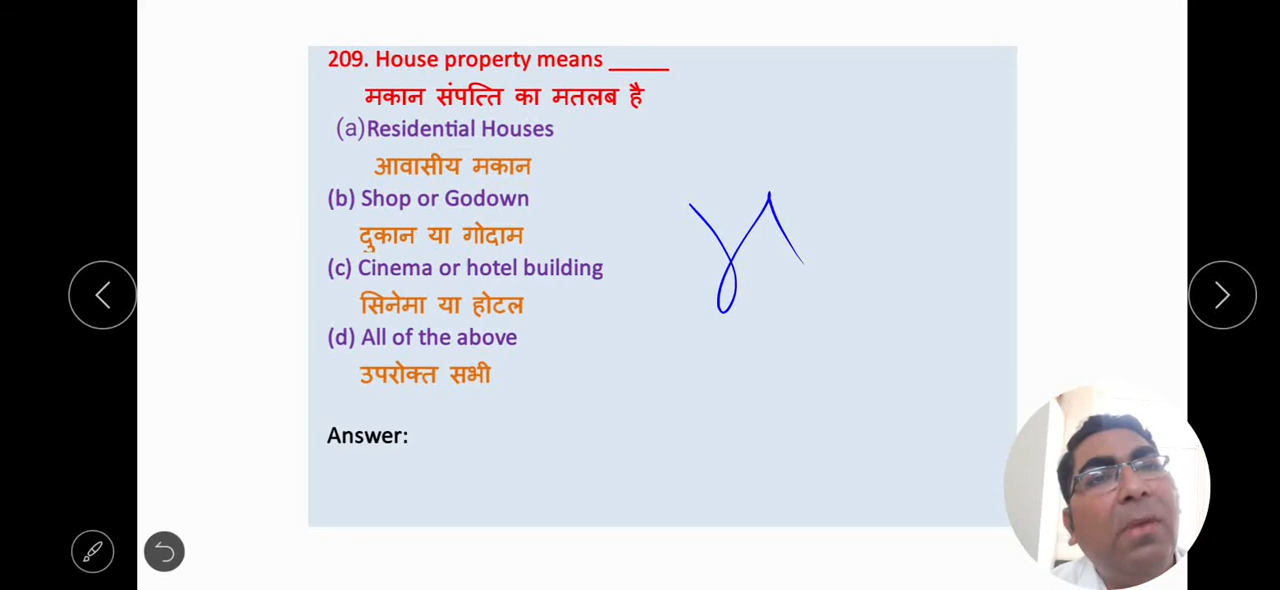 209. House property means _____
मकान संपत्ति का मतलब है
(a)Residential Houses
आवासीय मकान
(b) Shop or Godown
दुकान या गोदाम
(c) Cinema or hotel building
सिनेमा या होटल
(d) All of the above
उपरोक्त सभी
Answer: